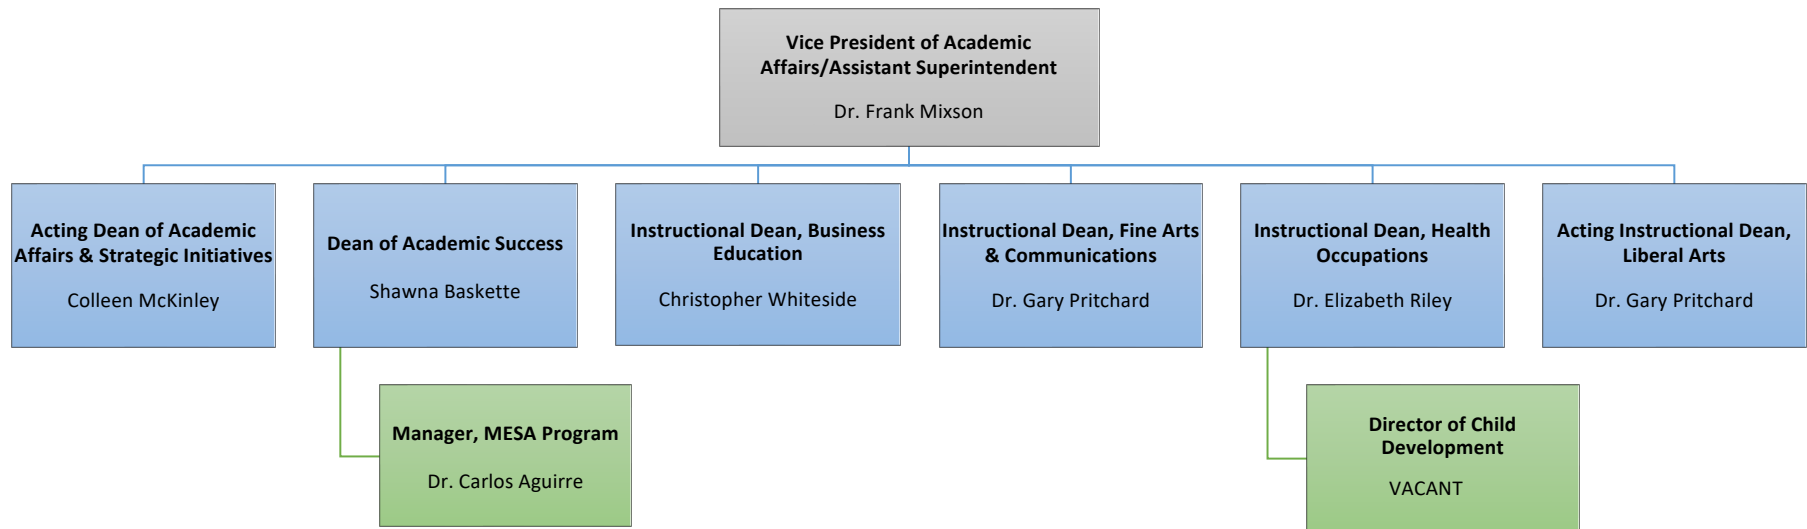 Vice President of Academic
Affairs/Assistant Superintendent
Dr. Frank Mixson
Acting Dean of Academic
Affairs & Strategic Initiatives
Colleen McKinley
Dean of Academic Success
Shawna Baskette
Instructional Dean, Business
Education
Christopher Whiteside
Instructional Dean, Fine Arts
& Communications
Dr. Gary Pritchard
Instructional Dean, Health
Occupations
Dr. Elizabeth Riley
Acting Instructional Dean,
Liberal Arts
Dr. Gary Pritchard
Manager, MESA Program
Dr. Carlos Aguirre
Director of Child
Development
VACANT